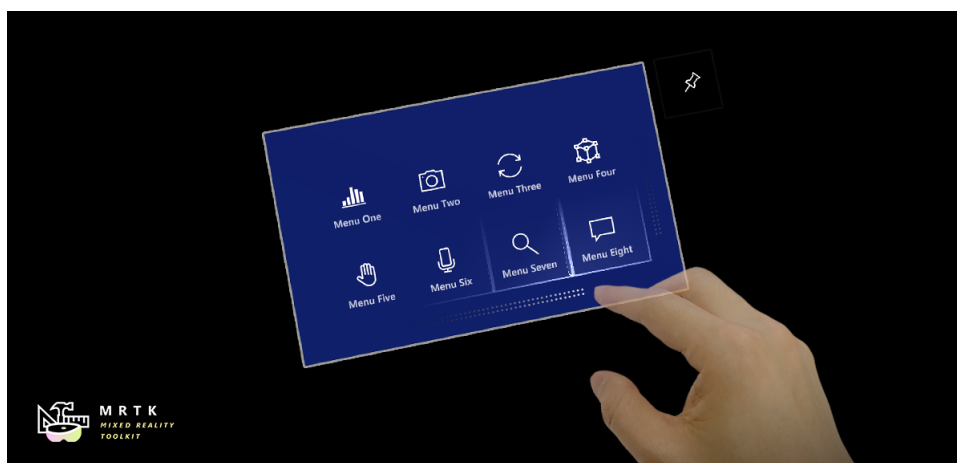 Menu One
Menu Two
Menu Three
Menu Four
Menu Five
Menu Six
Menu Seven
Menu Eight
MRTK
MIXED REALITY
TOOLKIT